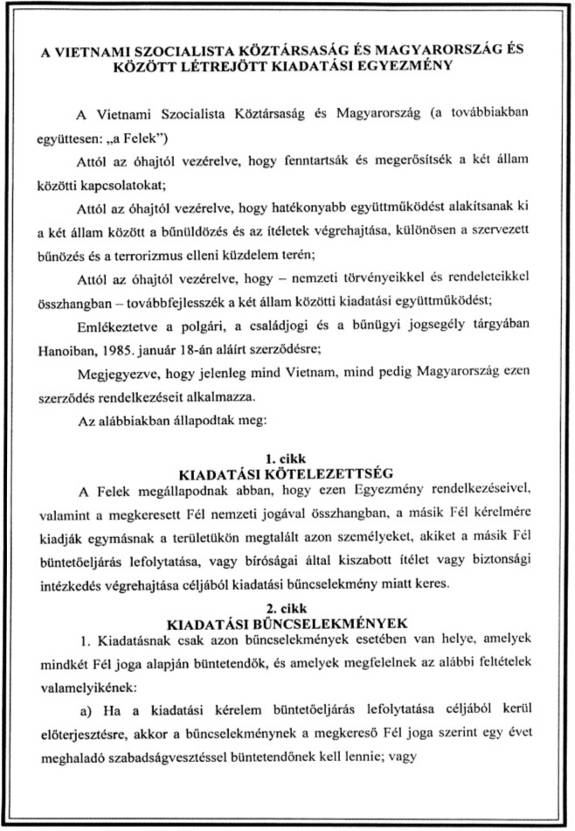 A VIETNAMI SZOCIALISTA KÖZTÁRSASÁG ÉS MAGYARORSZÁG ÉS
KÖZÖTT LÉTREJÖTT KIADATÁSI EGYEZMÉNY
A Vietnami Szocialista Köztársaság és Magyarország (a továbbiakban
együttesen: „a Felek")
Attól az óhajtól vezérelve, hogy fenntartsák és megerősítsék a két állam
közötti kapcsolatokat;
Attól az óhajtól vezérelve, hogy hatékonyabb együttműködést alakítsanak ki
a két állam között a bűnüldözés és az ítéletek végrehajtása, különösen a szervezett
bűnözés és a terrorizmus elleni küzdelem terén;
Attól az óhajtól vezérelve, hogy – nemzeti törvényeikkel és rendeleteikkel
összhangban – továbbfejlesszék a két állam közötti kiadatási együttműködést;
Emlékeztetve a polgári, a családjogi és a bűnügyi jogsegély tárgyában
Hanoiban, 1985. január 18-án aláírt szerződésre;
Megjegyezve, hogy jelenleg mind Vietnam, mind pedig Magyarország ezen
szerződés rendelkezéseit alkalmazza.
Az alábbiakban állapodtak meg:
1. cikk
KIADATÁSI KÖTELEZETTSÉG
A Felek megállapodnak abban, hogy ezen Egyezmény rendelkezéseivel,
valamint a megkeresett Fél nemzeti jogával összhangban, a másik Fél kérelmére
kiadják egymásnak a területükön megtalált azon személyeket, akiket a másik Fél
büntetőeljárás lefolytatása, vagy bíróságai által kiszabott ítélet vagy biztonsági
intézkedés végrehajtása céljából kiadatási bűncselekmény miatt keres.
2. cikk
KIADATÁSI BŰNCSELEKMÉNYEK
1. Kiadatásnak csak azon bűncselekmények esetében van helye, amelyek
mindkét Fél joga alapján büntetendők, és amelyek megfelelnek az alábbi feltételek
valamelyikének:
a) Ha a kiadatási kérelem büntetőeljárás lefolytatása céljából kerül
előterjesztésre, akkor a bűncselekménynek a megkereső Fél joga szerint egy évet
meghaladó szabadságvesztéssel büntetendőnek kell lennie; vagy